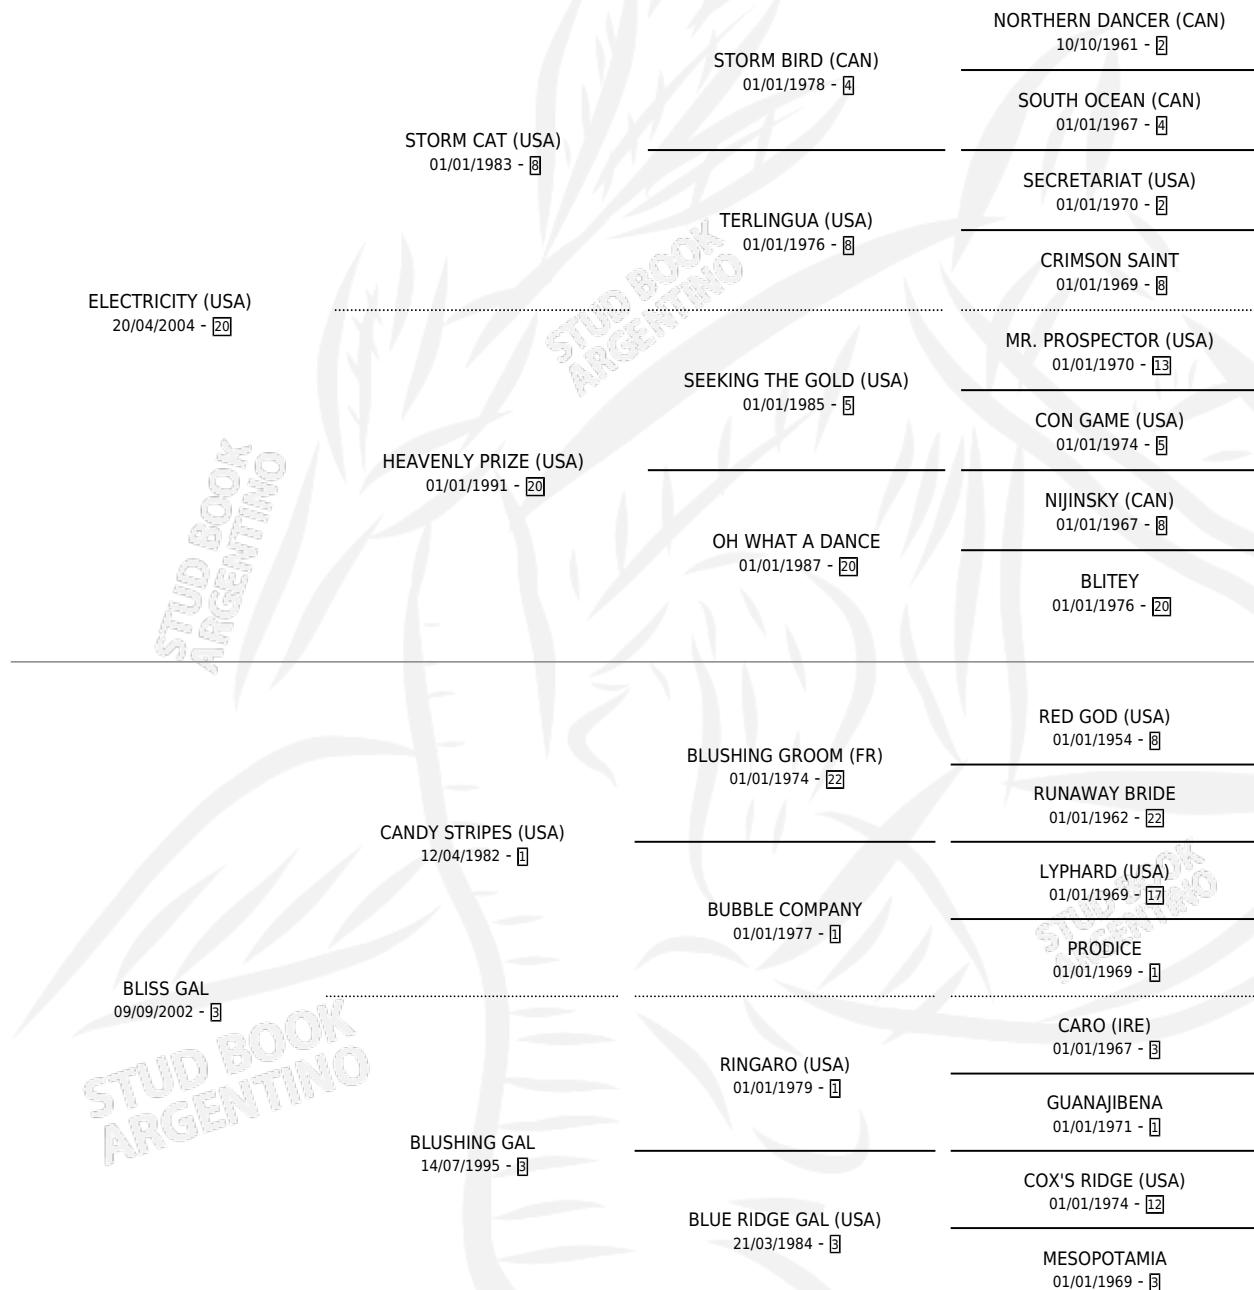 NORTHERN DANCER (CAN)
10/10/1961 - 2
STORM BIRD (CAN)
01/01/1978 - 4
SOUTH OCEAN (CAN)
01/01/1967 - 4
STORM CAT (USA)
01/01/1983 - 8
SECRETARIAT (USA)
01/01/1970 - 2
TERLINGUA (USA)
01/01/1976 - 8
CRIMSON SAINT
01/01/1969 - 8
ELECTRICITY (USA)
20/04/2004 - 20
STUD BOOK
ARGENTINO
MR. PROSPECTOR (USA)
01/01/1970 - 13
SEEKING THE GOLD (USA)
01/01/1985 - 5
CON GAME (USA)
01/01/1974 - 5
HEAVENLY PRIZE (USA)
01/01/1991 - 20
NIJINSKY (CAN)
01/01/1967 - 8
OH WHAT A DANCE
01/01/1987 - 20
BLITEY
01/01/1976 - 20
STUD BOOK
ARGENTINO
RED GOD (USA)
01/01/1954 - 8
BLUSHING GROOM (FR)
01/01/1974 - 22
RUNAWAY BRIDE
01/01/1962 - 22
CANDY STRIPES (USA)
12/04/1982 - 1
LYPHARD (USA)
01/01/1969 - 17
STUD BOOK
ARGENTINO
BUBBLE COMPANY
01/01/1977 - 1
PRODICE
01/01/1969 - 1
BLISS GAL
09/09/2002 - 3
STUD BOOK
ARGENTINO
CARO (IRE)
01/01/1967 - 3
RINGARO (USA)
01/01/1979 - 1
GUANAJIBENA
01/01/1971 - 1
BLUSHING GAL
14/07/1995 - 3
COX'S RIDGE (USA)
01/01/1974 - 12
BLUE RIDGE GAL (USA)
21/03/1984 - 3
MESOPOTAMIA
01/01/1969 - 3